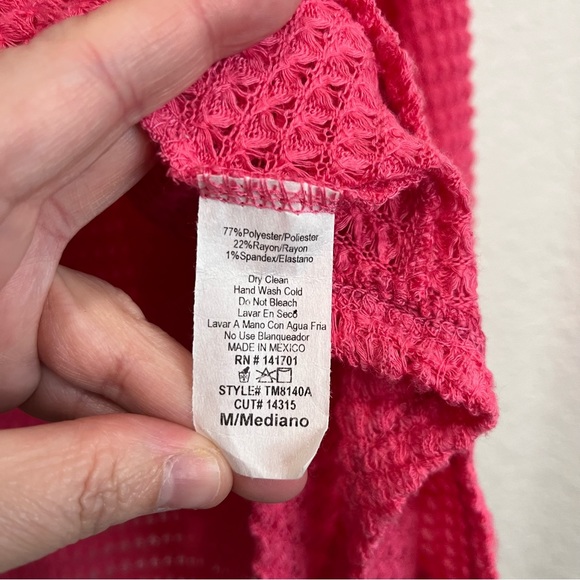 77%Polyester/Poliester
22%Rayon/Rayon
1%Spandex/Elastano
Dry Clean
Hand Wash Cold
Do Not Bleach
Lavar En Seco
Lavar A Mano Con Agua Fria
No Use Blanqueador
MADE IN MEXICO
RN # 141701
STYLE# TM8140A
CUT# 14315
M/Mediano